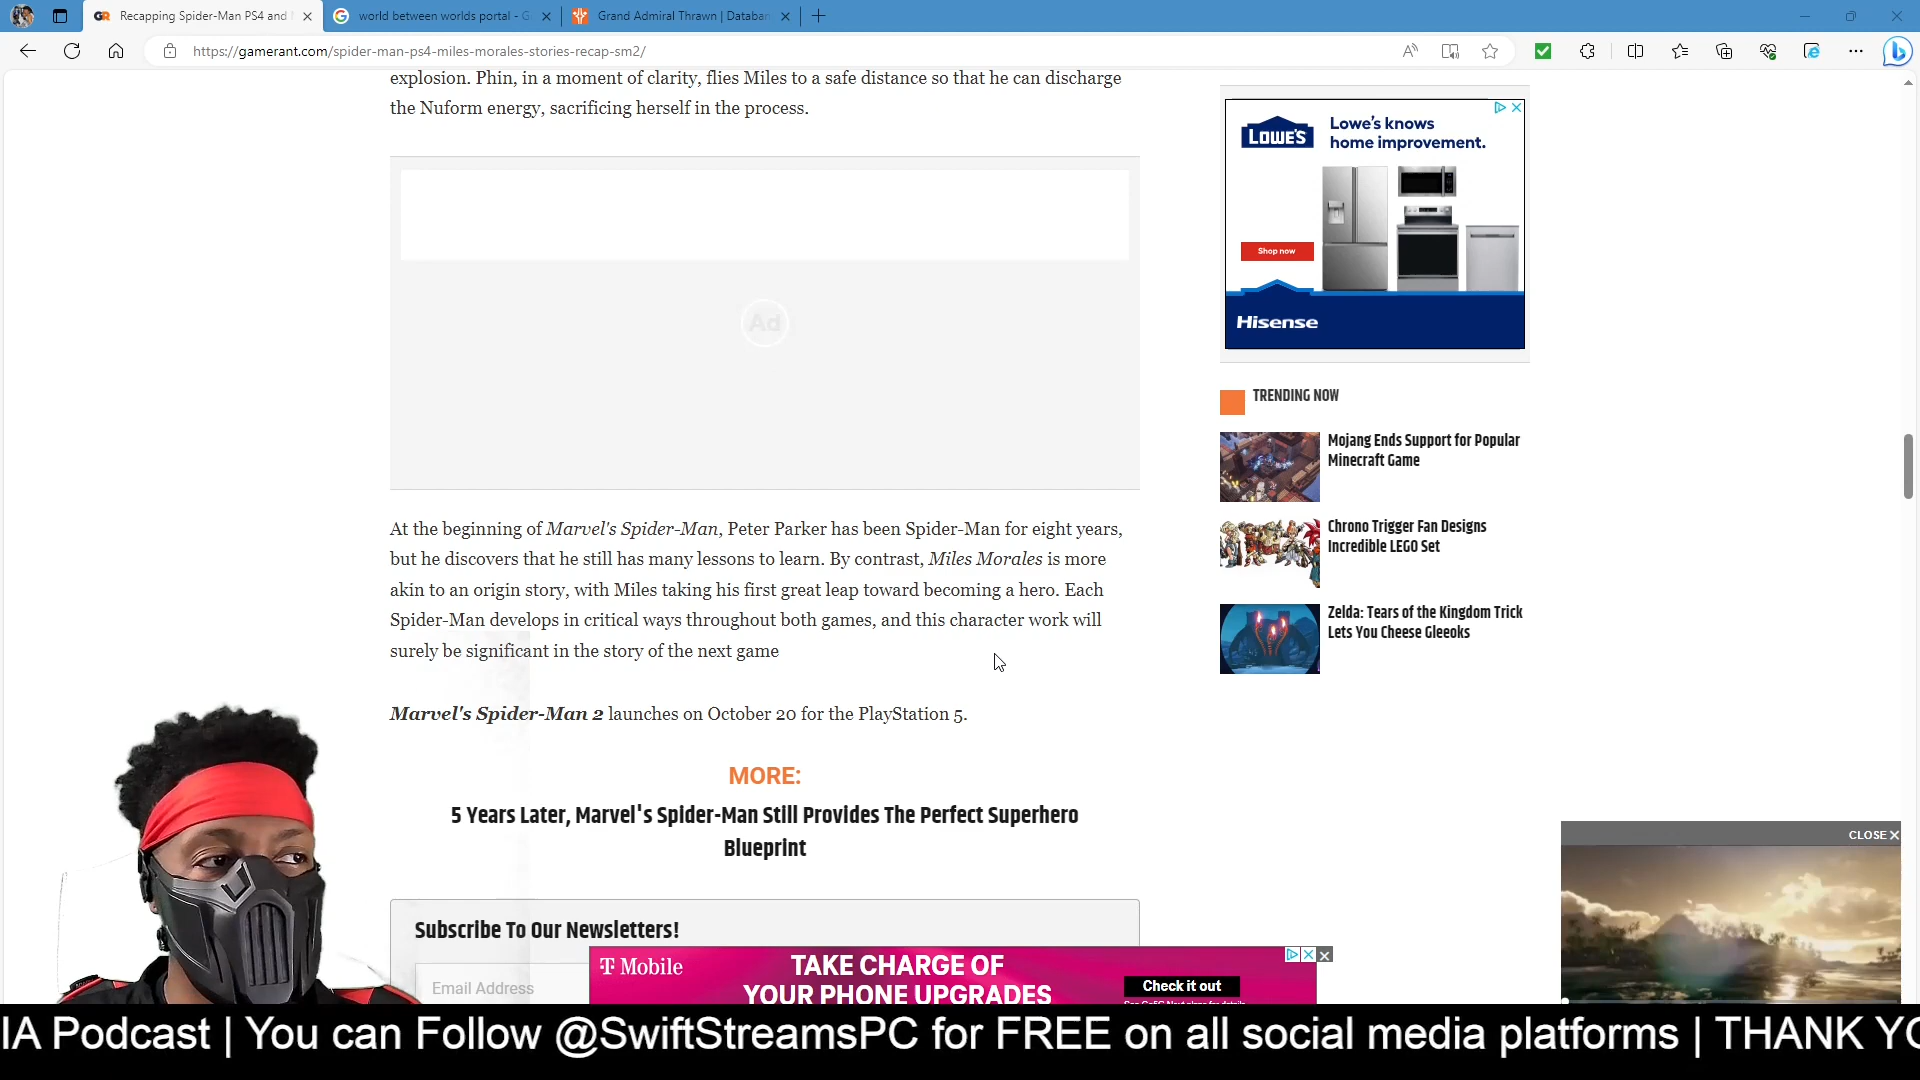 Recapping Spider-Man PS4 and
world between worlds portal - G
Grand Admiral Thrawn | Databan
https://gamerant.com/spider-man-ps4-miles-morales-stories-recap-sm2/
explosion. Phin, in a moment of clarity, flies Miles to a safe distance so that he can discharge
the Nuform energy, sacrificing herself in the process.
Ad
LOWE'S
Lowe's knows
home improvement.
Shop now
Hisense
TRENDING NOW
Mojang Ends Support for Popular
Minecraft Game
Chrono Trigger Fan Designs
Incredible LEGO Set
Zelda: Tears of the Kingdom Trick
Lets You Cheese Gleeoks
At the beginning of Marvel's Spider-Man, Peter Parker has been Spider-Man for eight years,
but he discovers that he still has many lessons to learn. By contrast, Miles Morales is more
akin to an origin story, with Miles taking his first great leap toward becoming a hero. Each
Spider-Man develops in critical ways throughout both games, and this character work will
surely be significant in the story of the next game
Marvel's Spider-Man 2 launches on October 20 for the PlayStation 5.
MORE:
5 Years Later, Marvel's Spider-Man Still Provides The Perfect Superhero
Blueprint
CLOSE X
Subscribe To Our Newsletters!
Email Address
T Mobile
TAKE CHARGE OF
YOUR PHONE UPGRADES
Check it out
IA Podcast | You can Follow @SwiftStreamsPC for FREE on all social media platforms | THANK YO